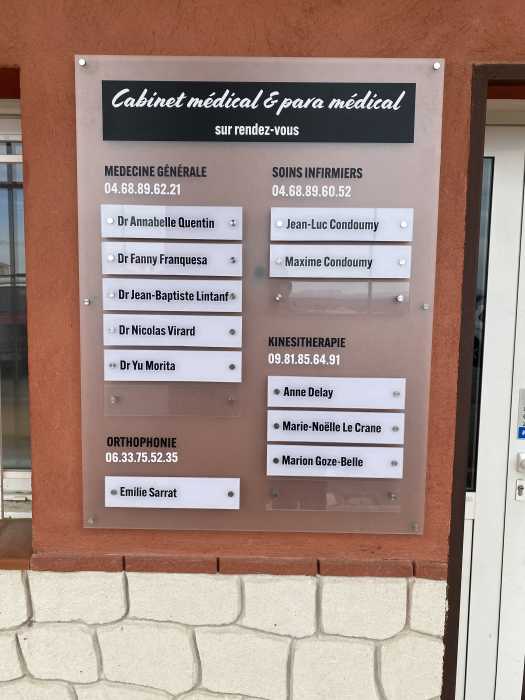 Cabinet médical & para médical
sur rendez-vous
MEDECINE GÉNÉRALE
04.68.89.62.21
Dr Annabelle Quentin
Dr Fanny Franquesa
Dr Jean-Baptiste Lintanf
Dr Nicolas Virard
Dr Yu Morita
ORTHOPHONIE
06.33.75.52.35
Emilie Sarrat
SOINS INFIRMIERS
04.68.89.60.52
Jean-Luc Condoumy
Maxime Condoumy
KINESITHERAPIE
09.81.85.64.91
Anne Delay
Marie-Noëlle Le Crane
Marion Goze-Belle